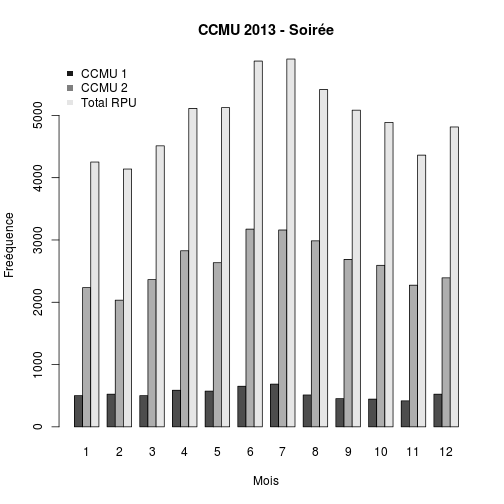 CCMU 2013 - Soirée
CCMU 1
CCMU 2
Total RPU
Freéquence
0
1000
2000
3000
4000
5000
1 2 3 4 5 6 7 8 9 10 11 12
Mois